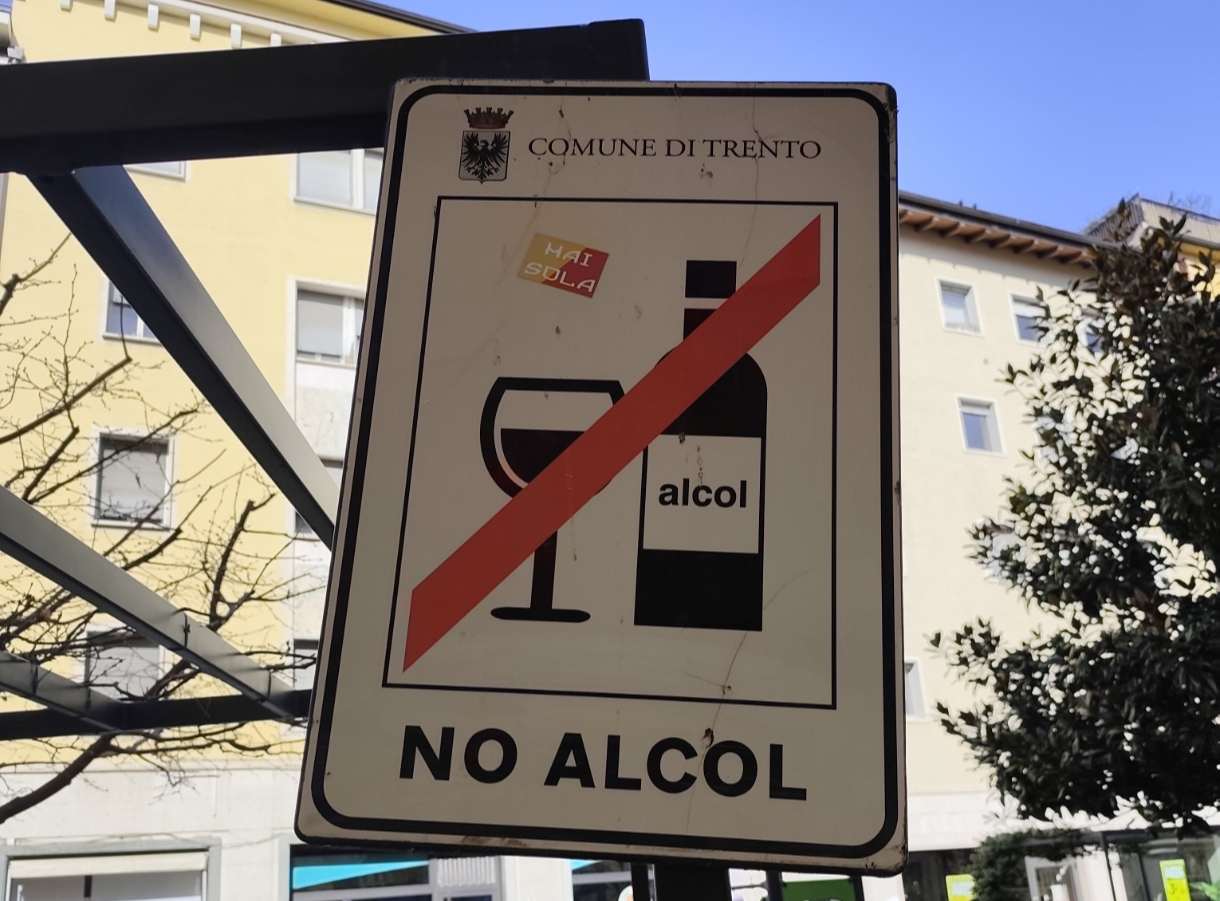 COMUNE DI TRENTO
MAI
SOLA
alcol
NO ALCOL